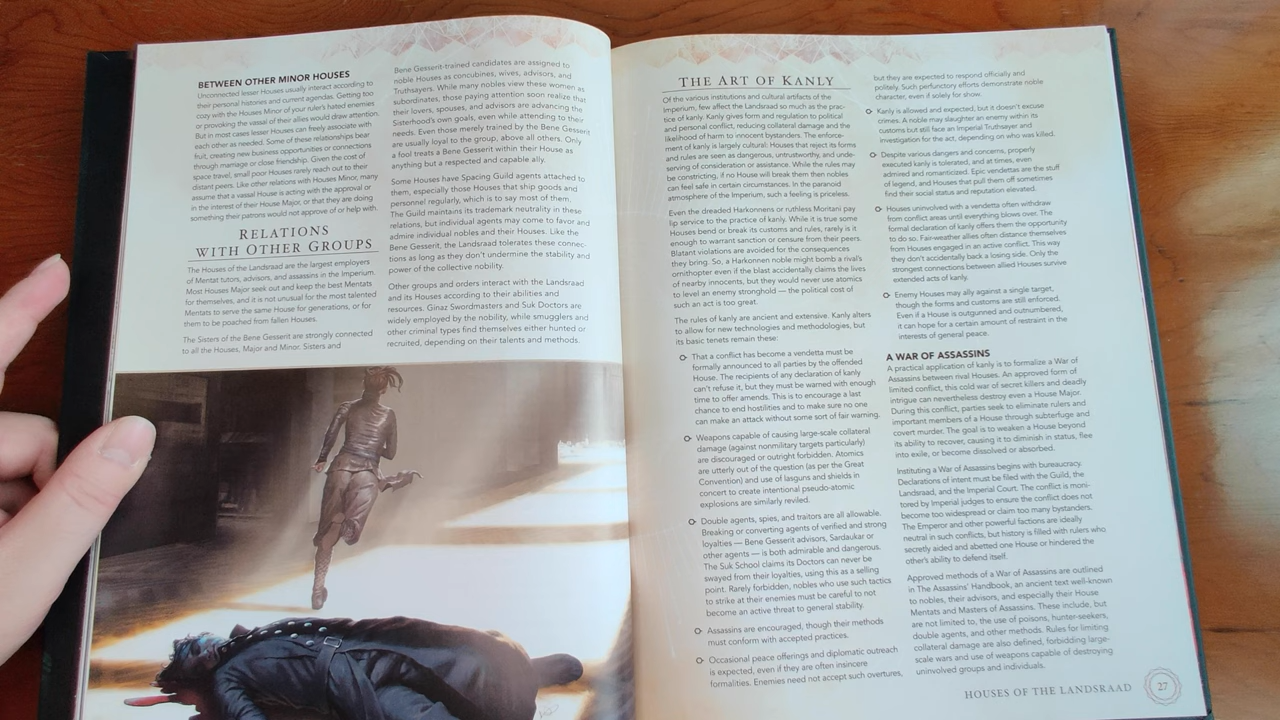 BETWEEN OTHER MINOR HOUSES
Unconnected lesser Houses usually interact according to
their personal histories and current agendas. Getting too
cozy with the Houses Minor of your ruler's hated enemies
or provoking the vassal of their allies would draw attention.
But in most cases lesser Houses can freely associate with
each other as needed. Some of these relationships bear
fruit, creating new business opportunities or connections
through marriage or close friendship. Given the cost of
space travel, small poor Houses rarely reach out to their
distant peers. Like other relations with Houses Minor, many
assume that a vassal House is acting with the approval or
in the interest of their House Major, or that they are doing
something their patrons would not approve of or help with.
RELATIONS
WITH OTHER GROUPS
The Houses of the Landsraad are the largest employers
of Mentat tutors, advisors, and assassins in the Imperium.
Most Houses Major seek out and keep the best Mentats
for themselves, and it is not unusual for the most talented
Mentats to serve the same House for generations, or for
them to be poached from fallen Houses.
The Sisters of the Bene Gesserit are strongly connected
to all the Houses, Major and Minor. Sisters and
Bene Gesserit-trained candidates are assigned to
noble Houses as concubines, wives, advisors, and
Truthsayers. While many nobles view these women as
subordinates, those paying attention soon realize that
their lovers, spouses, and advisors are advancing the
Sisterhood's own goals, even while attending to their
needs. Even those merely trained by the Bene Gesserit
are usually loyal to the group, above all others. Only
a fool treats a Bene Gesserit within their House as
anything but a respected and capable ally.
Some Houses have Spacing Guild agents attached to
them, especially those Houses that ship goods and
personnel regularly, which is to say most of them.
The Guild maintains its trademark neutrality in these
relations, but individual agents may come to favor and
admire individual nobles and their Houses. Like the
Bene Gesserit, the Landsraad tolerates these connec-
tions as long as they don't undermine the stability and
power of the collective nobility.
Other groups and orders interact with the Landsraad
and its Houses according to their abilities and
resources. Ginaz Swordmasters and Suk Doctors are
widely employed by the nobility, while smugglers and
other criminal types find themselves either hunted or
recruited, depending on their talents and methods.
THE ART OF KANLY
Of the various institutions and cultural artifacts of the
Imperium, few affect the Landsraad so much as the prac-
tice of kanly. Kanly gives form and regulation to political
and personal conflict, reducing collateral damage and the
likelihood of harm to innocent bystanders. The enforce-
ment of kanly is largely cultural: Houses that reject its forms
and rules are seen as dangerous, untrustworthy, and unde-
serving of consideration or assistance. While the rules may
be constricting, if no House will break them then nobles
can feel safe in certain circumstances. In the paranoid
atmosphere of the Imperium, such a feeling is priceless.
Even the dreaded Harkonnens or ruthless Moritani pay
lip service to the practice of kanly. While it is true some
Houses bend or break its customs and rules, rarely is it
enough to warrant sanction or censure from their peers.
Blatant violations are avoided for the consequences
they bring. So, a Harkonnen noble might bomb a rival's
ornithopter even if the blast accidentally claims the lives
of nearby innocents, but they would never use atomics
to level an enemy stronghold — the political cost of
such an act is too great.
The rules of kanly are ancient and extensive. Kanly alters
to allow for new technologies and methodologies, but
its basic tenets remain these:
That a conflict has become a vendetta must be
formally announced to all parties by the offended
House. The recipients of any declaration of kanly
can't refuse it, but they must be warned with enough
time to offer amends. This is to encourage a last
chance to end hostilities and to make sure no one
can make an attack without some sort of fair warning.
Weapons capable of causing large-scale collateral
damage (against nonmilitary targets particularly)
are discouraged or outright forbidden. Atomics
are utterly out of the question (as per the Great
Convention) and use of lasguns and shields in
concert to create intentional pseudo-atomic
explosions are similarly reviled.
Double agents, spies, and traitors are all allowable.
Breaking or converting agents of verified and strong
loyalties — Bene Gesserit advisors, Sardaukar or
other agents — is both admirable and dangerous.
The Suk School claims its Doctors can never be
swayed from their loyalties, using this as a selling
point. Rarely forbidden, nobles who use such tactics
to strike at their enemies must be careful to not
become an active threat to general stability.
Assassins are encouraged, though their methods
must conform with accepted practices.
Occasional peace offerings and diplomatic outreach
is expected, even if they are often insincere
formalities. Enemies need not accept such overtures,
but they are expected to respond officially and
politely. Such perfunctory efforts demonstrate noble
character, even if solely for show.
Kanly is allowed and expected, but it doesn't excuse
crimes. A noble may slaughter an enemy within its
customs but still face an Imperial Truthsayer and
investigation for the act, depending on who was killed.
Despite various dangers and concerns, properly
executed kanly is tolerated, and at times, even
admired and romanticized. Epic vendettas are the stuff
of legend, and Houses that pull them off sometimes
find their social status and reputation elevated.
Houses uninvolved with a vendetta often withdraw
from conflict areas until everything blows over. The
formal declaration of kanly offers them the opportunity
to do so. Fair-weather allies often distance themselves
from Houses engaged in an active conflict. This way
they don't accidentally back a losing side. Only the
strongest connections between allied Houses survive
extended acts of kanly.
Enemy Houses may ally against a single target,
though the forms and customs are still enforced.
Even if a House is outgunned and outnumbered,
it can hope for a certain amount of restraint in the
interests of general peace.
A WAR OF ASSASSINS
A practical application of kanly is to formalize a War of
Assassins between rival Houses. An approved form of
limited conflict, this cold war of secret killers and deadly
intrigue can nevertheless destroy even a House Major.
During this conflict, parties seek to eliminate rulers and
important members of a House through subterfuge and
covert murder. The goal is to weaken a House beyond
its ability to recover, causing it to diminish in status, flee
into exile, or become dissolved or absorbed.
Instituting a War of Assassins begins with bureaucracy.
Declarations of intent must be filed with the Guild, the
Landsraad, and the Imperial Court. The conflict is moni-
tored by Imperial judges to ensure the conflict does not
become too widespread or claim too many bystanders.
The Emperor and other powerful factions are ideally
neutral in such conflicts, but history is filled with rulers who
secretly aided and abetted one House or hindered the
other's ability to defend itself.
Approved methods of a War of Assassins are outlined
in The Assassins' Handbook, an ancient text well-known
to nobles, their advisors, and especially their House
Mentats and Masters of Assassins. These include, but
are not limited to, the use of poisons, hunter-seekers,
double agents, and other methods. Rules for limiting
collateral damage are also defined, forbidding large-
scale wars and use of weapons capable of destroying
uninvolved groups and individuals.
HOUSES OF THE LANDSRAAD
27